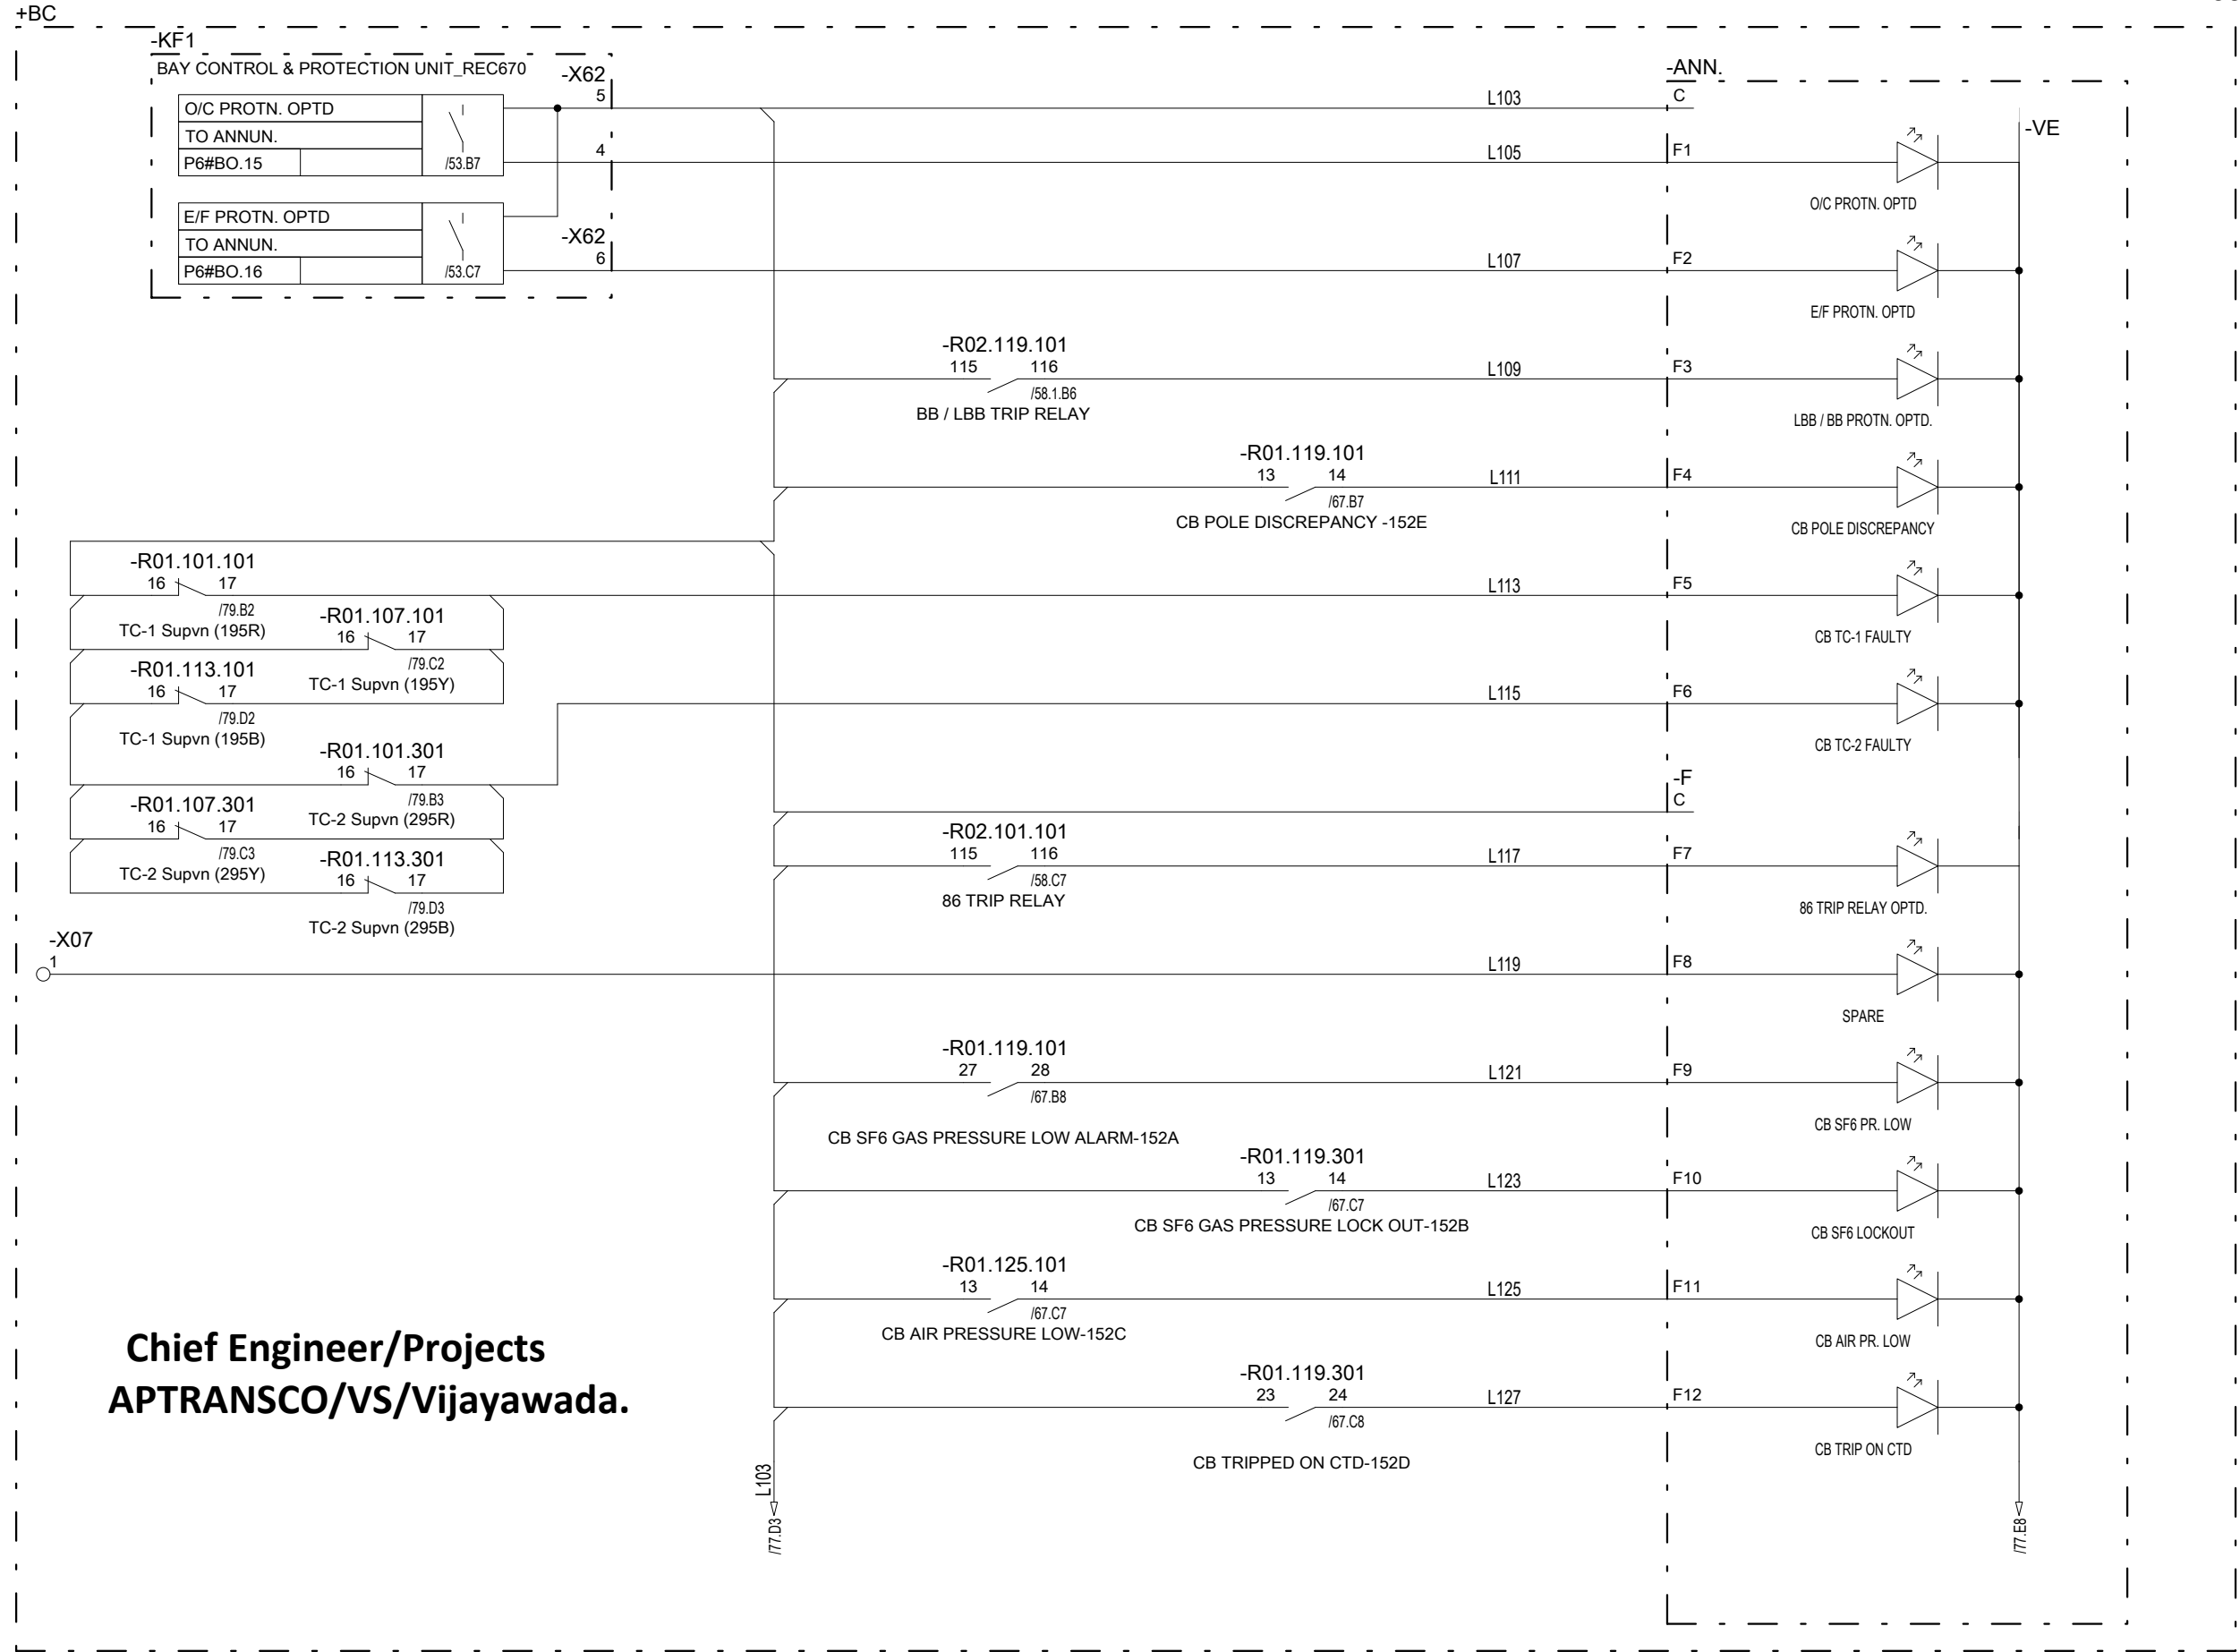 +BC
-KF1
BAY CONTROL & PROTECTION UNIT_REC670
-X62
5
-ANN.
O/C PROTN. OPTD
L103
C
TO ANNUN.
-VE
P6#BO.15
/53.B7
4
L105
F1
O/C PROTN. OPTD
E/F PROTN. OPTD
TO ANNUN.
-X62
P6#BO.16
/53.C7
6
L107
F2
E/F PROTN. OPTD
-R02.119.101
115 116
L109
F3
/58.1.B6
BB / LBB TRIP RELAY
LBB / BB PROTN. OPTD.
-R01.119.101
13 14
L111
F4
/67.B7
CB POLE DISCREPANCY -152E
CB POLE DISCREPANCY
-R01.101.101
16 17
L113
F5
/79.B2
TC-1 Supvn (195R)
-R01.107.101
16 17
CB TC-1 FAULTY
/79.C2
TC-1 Supvn (195Y)
-R01.113.101
16 17
L115
F6
/79.D2
TC-1 Supvn (195B)
CB TC-2 FAULTY
-R01.101.301
16 17
/79.B3
TC-2 Supvn (295R)
-F
C
-R01.107.301
16 17
/79.C3
TC-2 Supvn (295Y)
-R02.101.101
115 116
L117
F7
/58.C7
86 TRIP RELAY
86 TRIP RELAY OPTD.
-R01.113.301
16 17
/79.D3
TC-2 Supvn (295B)
-X07
1
L119
F8
SPARE
-R01.119.101
27 28
L121
F9
/67.B8
CB SF6 GAS PRESSURE LOW ALARM-152A
CB SF6 PR. LOW
-R01.119.301
13 14
L123
F10
/67.C7
CB SF6 GAS PRESSURE LOCK OUT-152B
CB SF6 LOCKOUT
-R01.125.101
13 14
L125
F11
/67.C7
CB AIR PRESSURE LOW-152C
CB AIR PR. LOW
Chief Engineer/Projects
APTRANSCO/VS/Vijayawada.
-R01.119.301
23 24
L127
F12
/67.C8
CB TRIPPED ON CTD-152D
CB TRIP ON CTD
L103
/77.D3
/77.E8